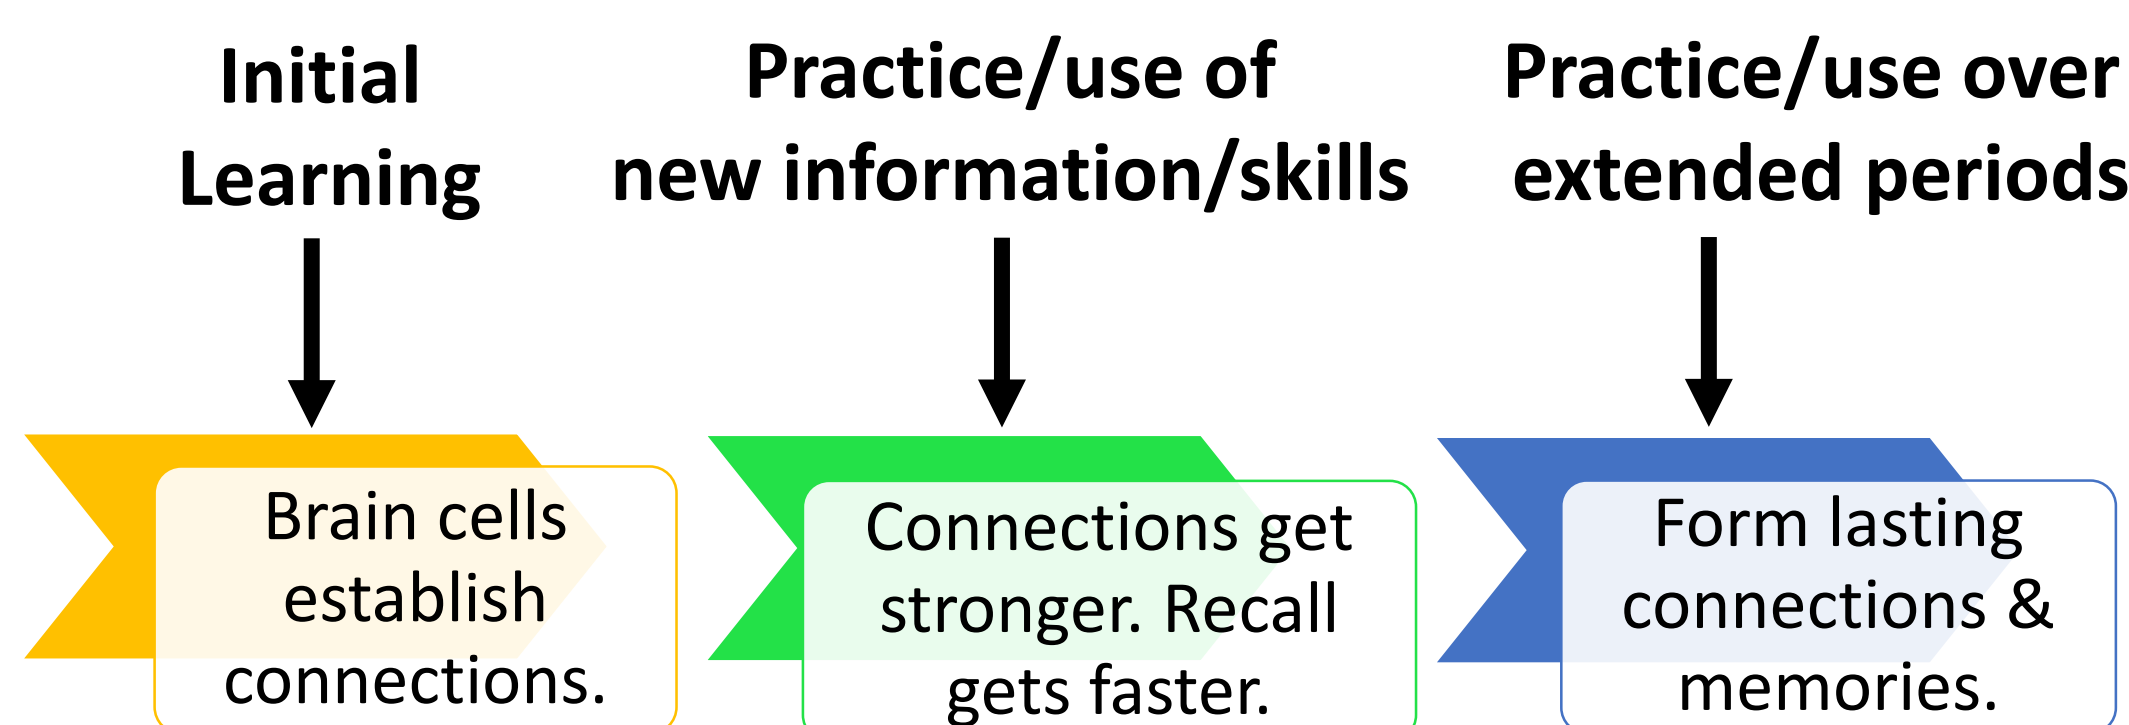 Initial
Learning
Practice/use of
new information/skills
Practice/use over
extended periods
Brain cells
establish
connections.
Connections get
stronger. Recall
gets faster.
Form lasting
connections &
memories.